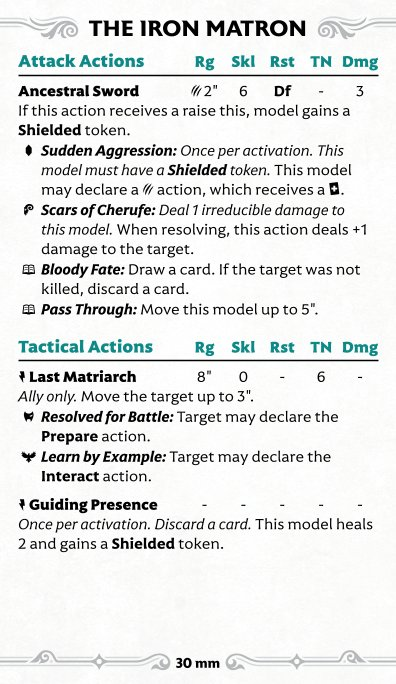 THE IRON MATRON
Attack Actions Rg Skl Rst TN Dmg
Ancestral Sword 2" 6 Df - 3
If this action receives a raise this, model gains a
Shielded token.
Sudden Aggression: Once per activation. This
model must have a Shielded token. This model
may declare a action, which receives a .
Scars of Cherufe: Deal 1 irreducible damage to
this model. When resolving, this action deals +1
damage to the target.
Bloody Fate: Draw a card. If the target was not
killed, discard a card.
Pass Through: Move this model up to 5".
Tactical Actions Rg Skl Rst TN Dmg
Last Matriarch 8" 0 - 6 -
Ally only. Move the target up to 3".
Resolved for Battle: Target may declare the
Prepare action.
Learn by Example: Target may declare the
Interact action.
Guiding Presence - - - - -
Once per activation. Discard a card. This model heals
2 and gains a Shielded token.
30 mm